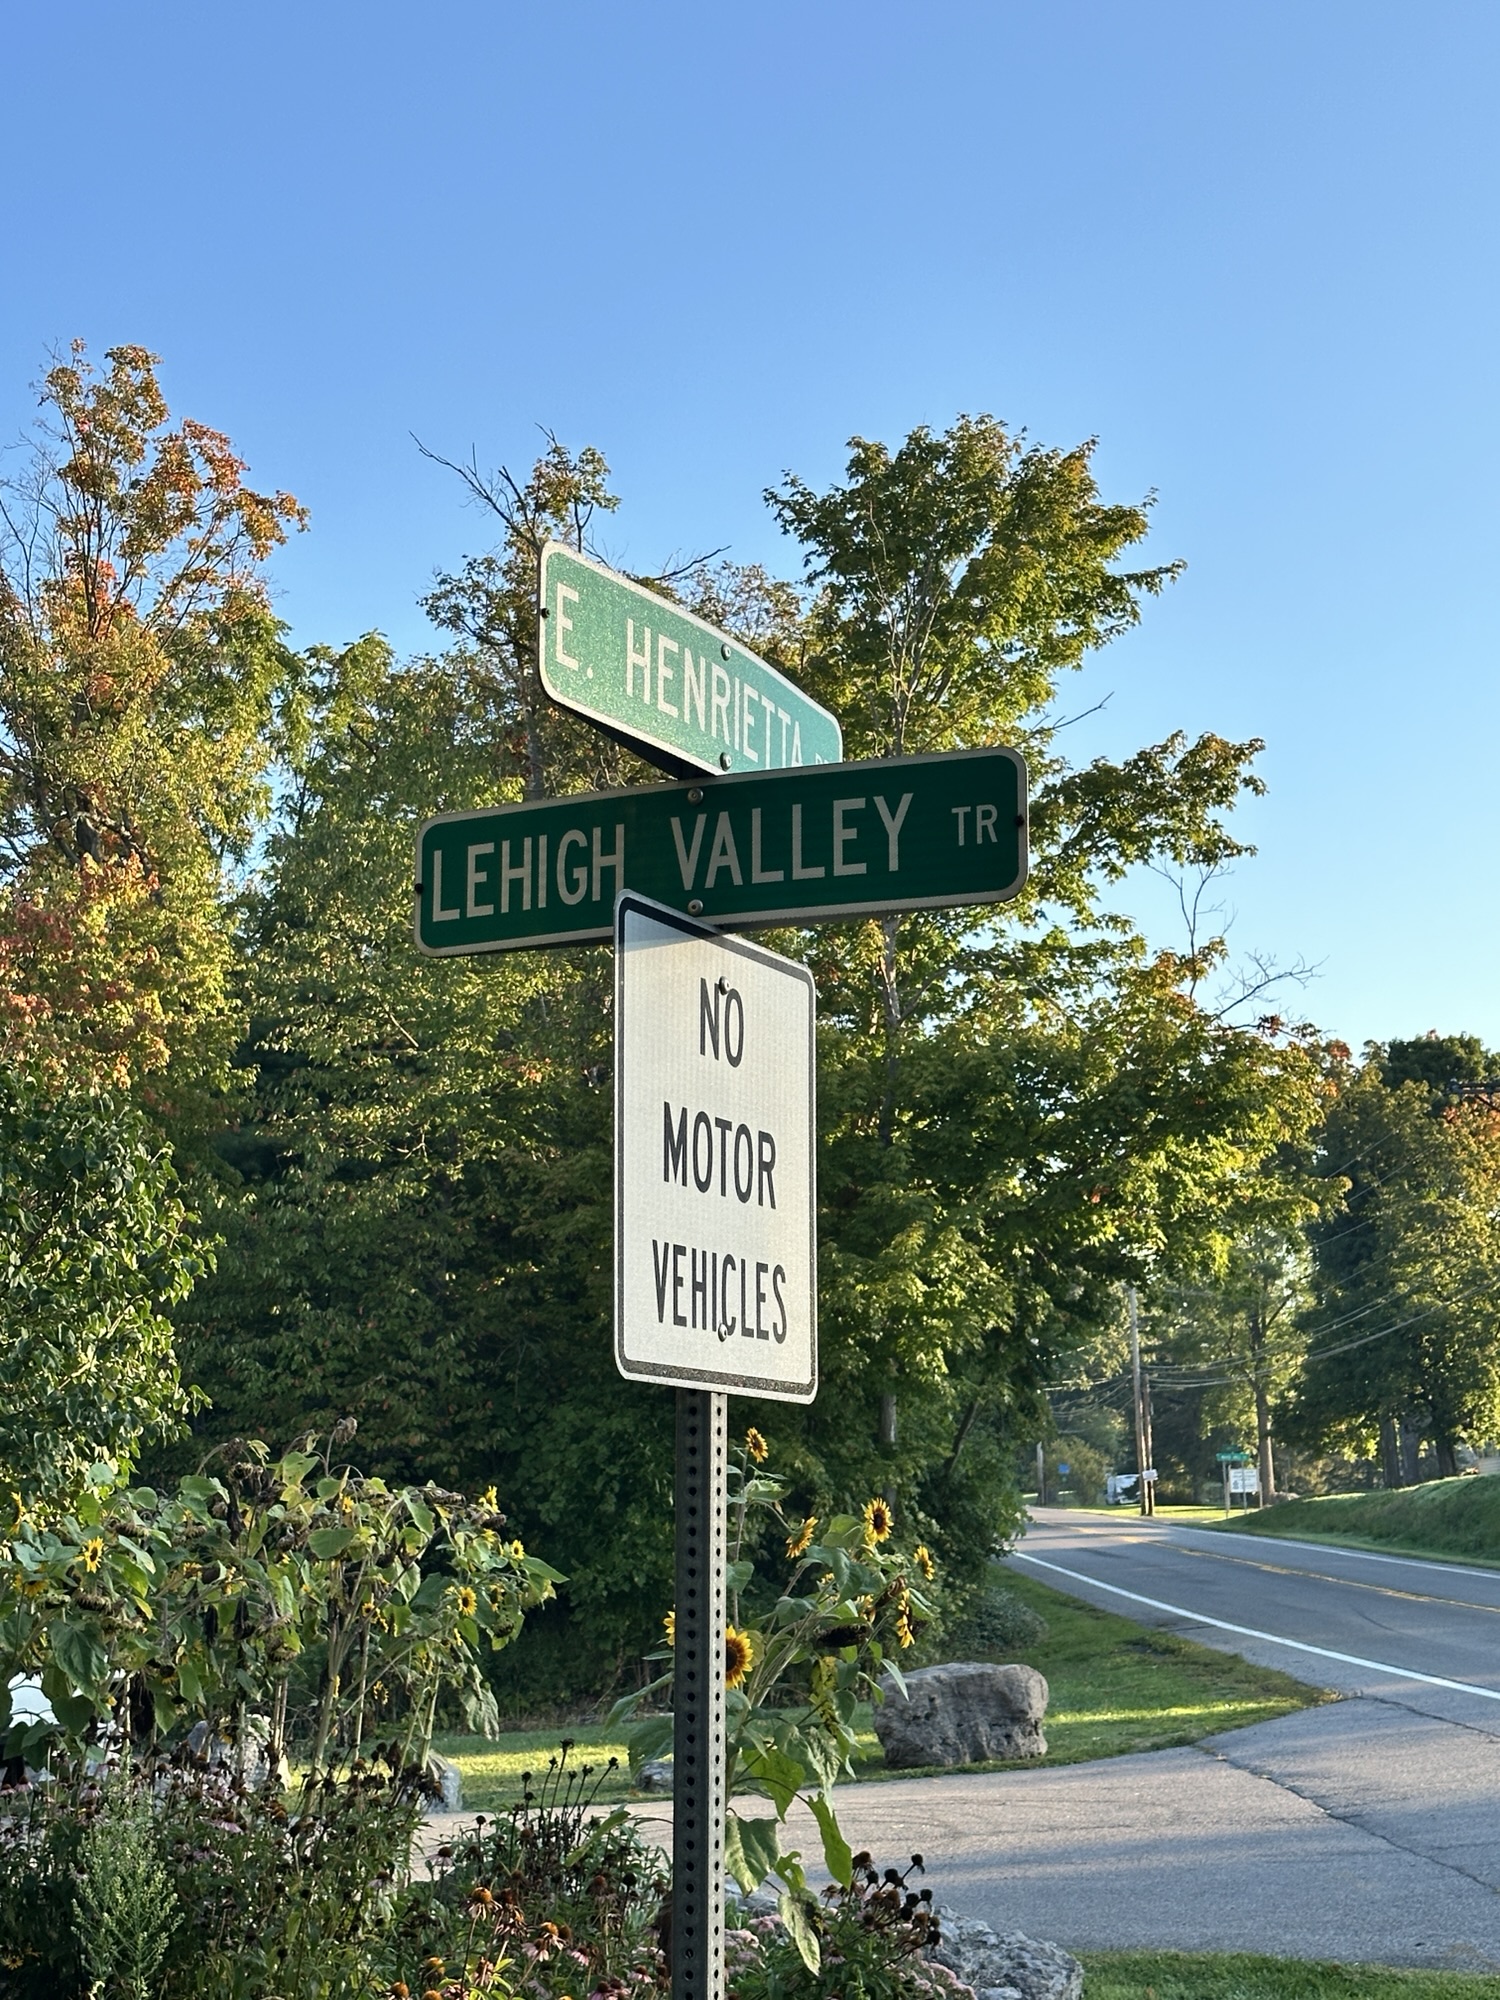 E. HENRIETTA
LEHIGH VALLEY TR
NO
MOTOR
VEHICLES